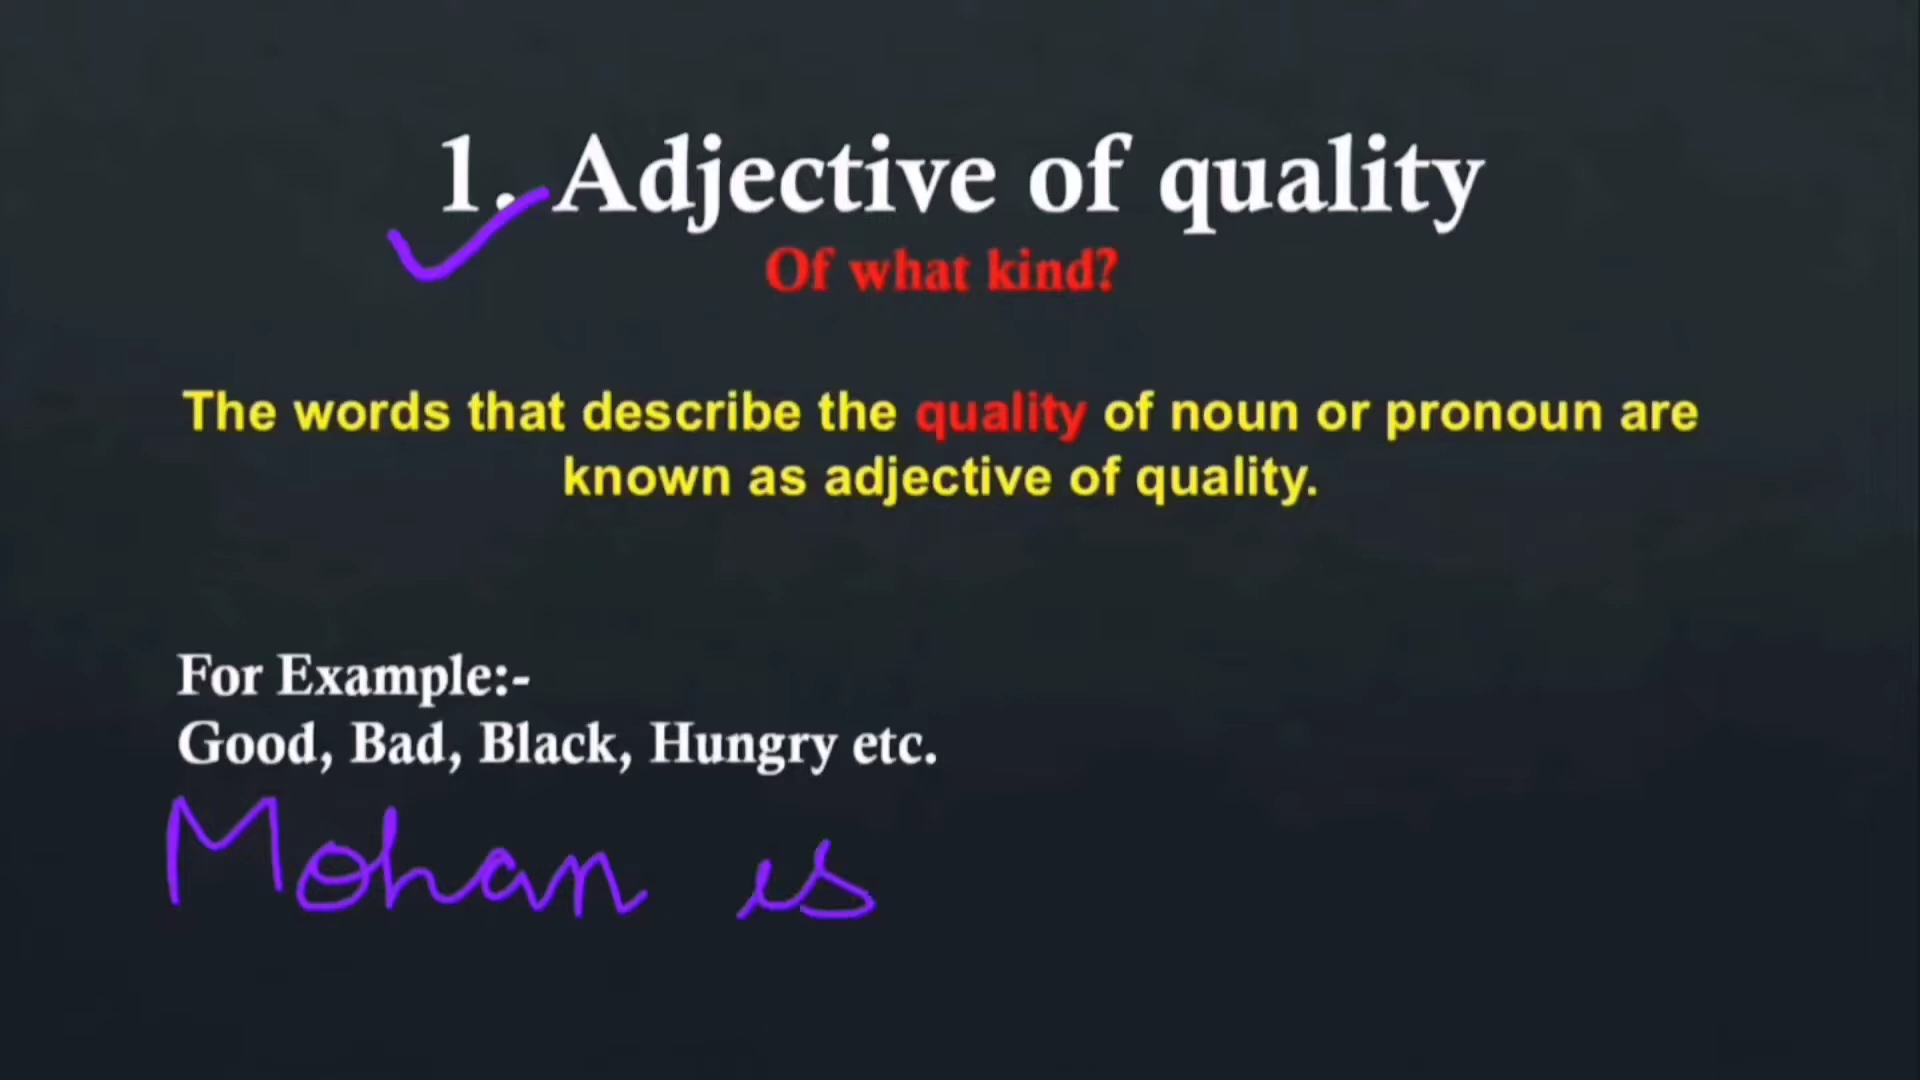 1. Adjective of quality
Of what kind?
The words that describe the quality of noun or pronoun are
known as adjective of quality.
For Example:-
Good, Bad, Black, Hungry etc.
Mohan is